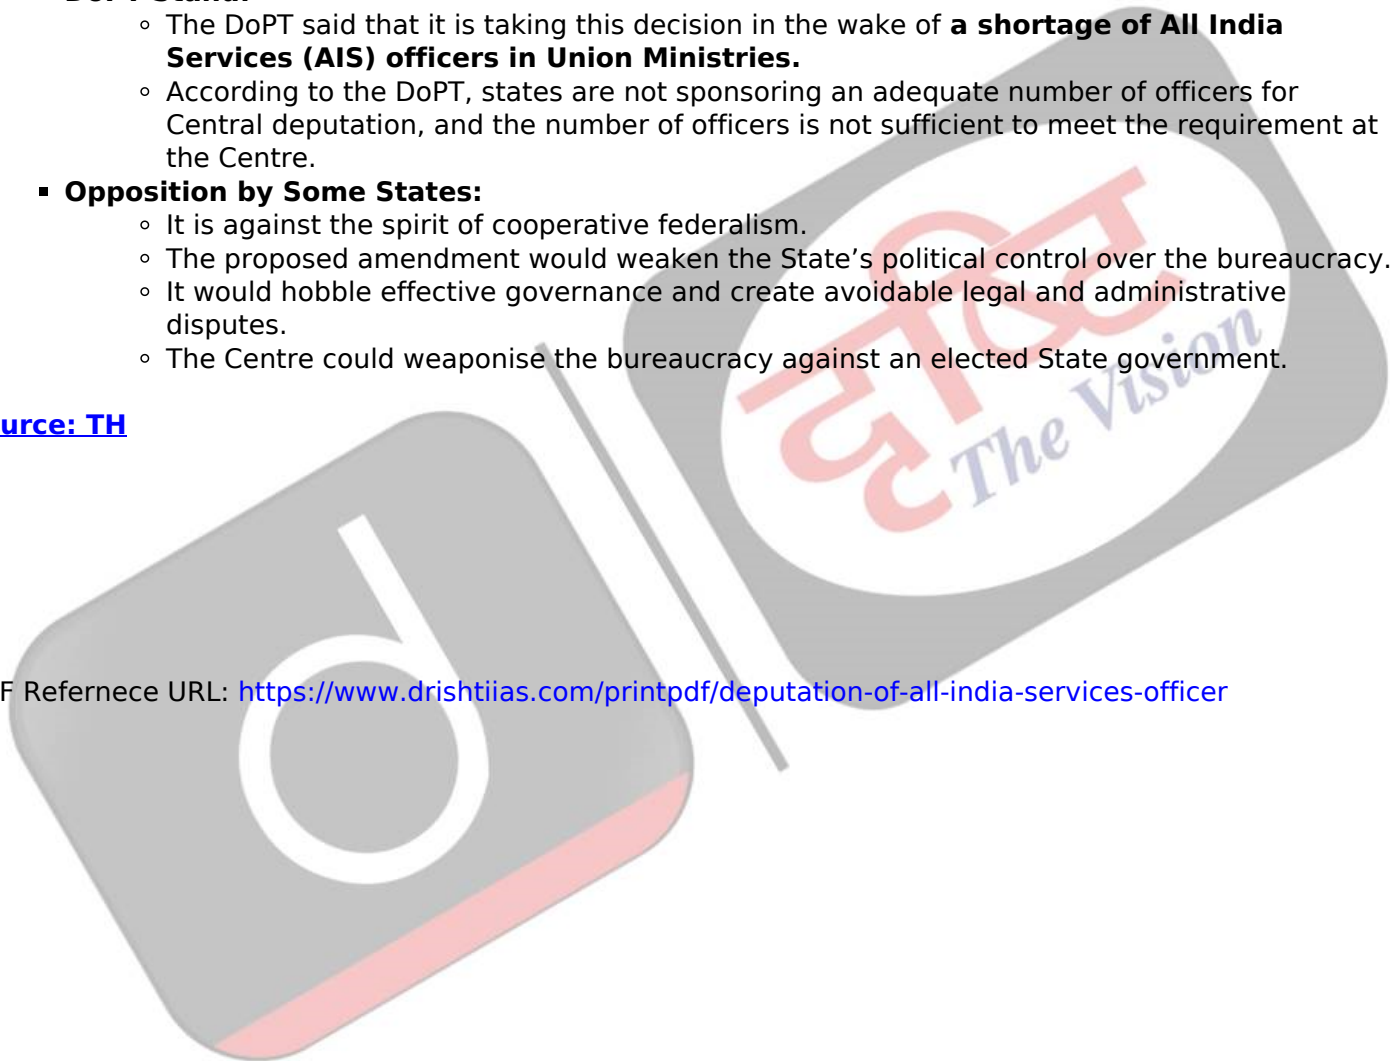 DoPT Stand:
The DoPT said that it is taking this decision in the wake of a shortage of All India
Services (AIS) officers in Union Ministries.
According to the DoPT, states are not sponsoring an adequate number of officers for
Central deputation, and the number of officers is not sufficient to meet the requirement at
the Centre.
Opposition by Some States:
It is against the spirit of cooperative federalism.
The proposed amendment would weaken the State’s political control over the bureaucracy.
It would hobble effective governance and create avoidable legal and administrative
disputes.
The Centre could weaponise the bureaucracy against an elected State government.
दृष्टि
The Vision
urce: TH
d
F Refernece URL: https://www.drishtiias.com/printpdf/deputation-of-all-india-services-officer